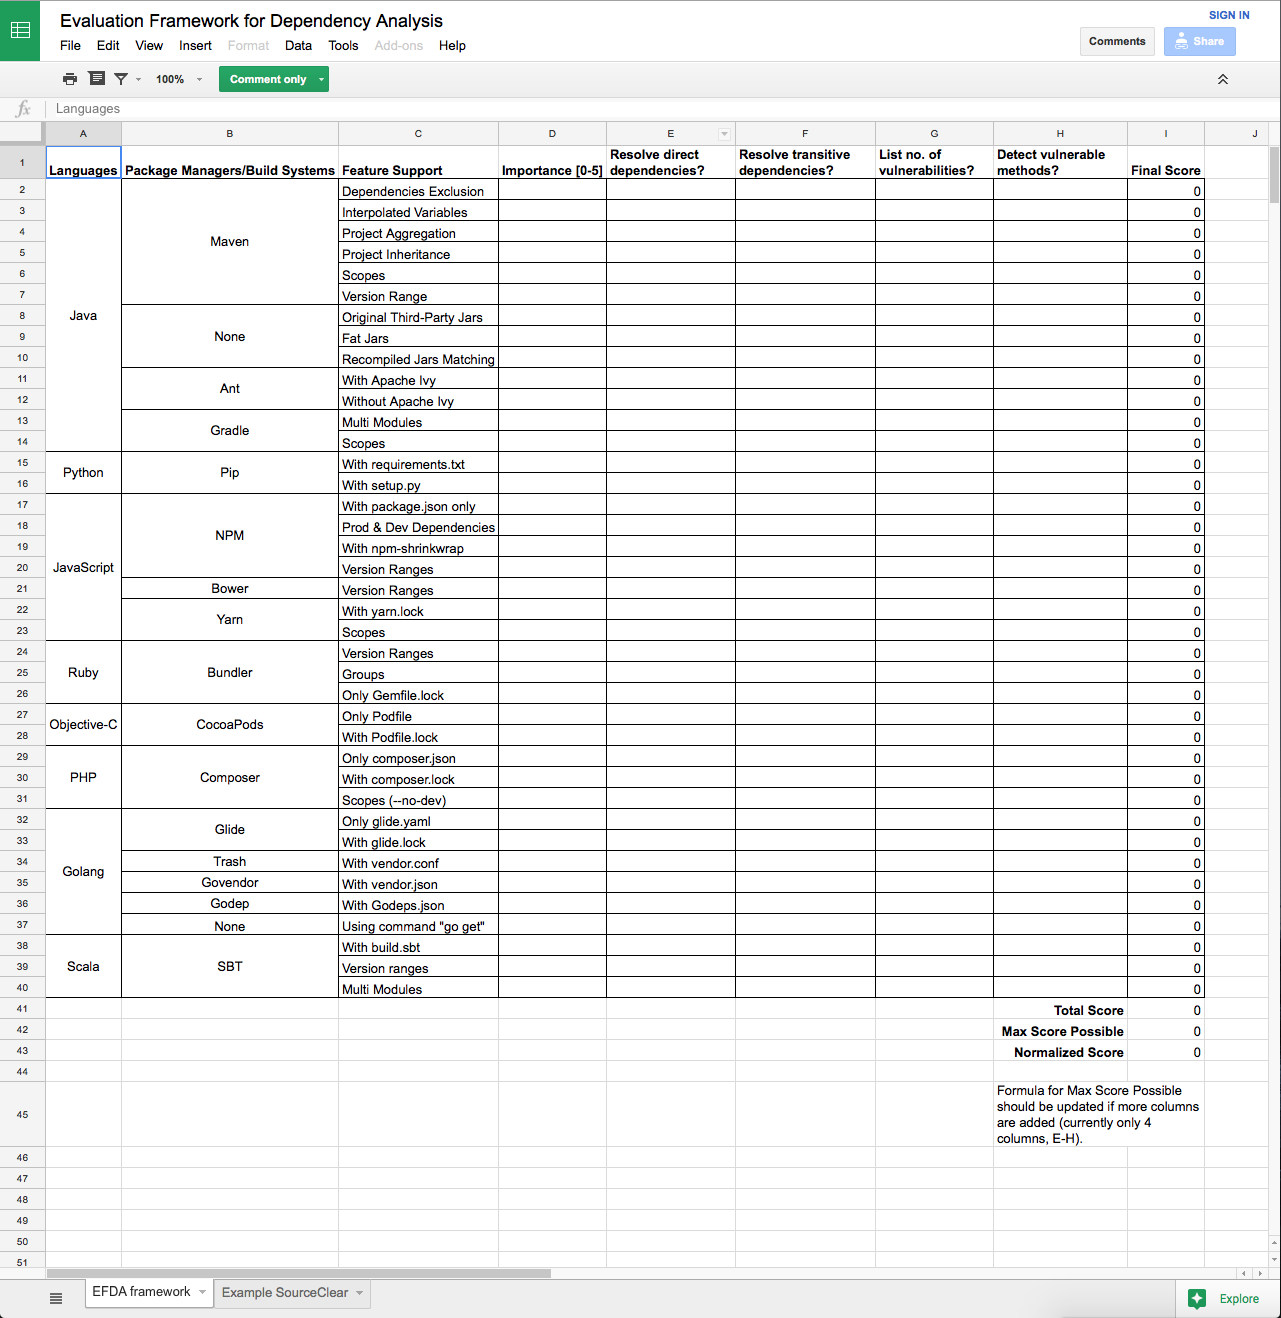 Evaluation Framework for Dependency Analysis
SIGN IN
File Edit View Insert Format Data Tools Add-ons Help
Comments
Share
100%
Comment only
fx
Languages
A B C D E F G H I J
1 Languages Package Managers/Build Systems Feature Support Importance [0-5] Resolve direct dependencies? Resolve transitive dependencies? List no. of vulnerabilities? Detect vulnerable methods? Final Score
2 Java Maven Dependencies Exclusion 0
3 Interpolated Variables 0
4 Project Aggregation 0
5 Project Inheritance 0
6 Scopes 0
7 Version Range 0
8 None Original Third-Party Jars 0
9 Fat Jars 0
10 Recompiled Jars Matching 0
11 Ant With Apache Ivy 0
12 Without Apache Ivy 0
13 Gradle Multi Modules 0
14 Scopes 0
15 Python Pip With requirements.txt 0
16 With setup.py 0
17 JavaScript NPM With package.json only 0
18 Prod & Dev Dependencies 0
19 With npm-shrinkwrap 0
20 Version Ranges 0
21 Bower Version Ranges 0
22 Yarn With yarn.lock 0
23 Scopes 0
24 Ruby Bundler Version Ranges 0
25 Groups 0
26 Only Gemfile.lock 0
27 Objective-C CocoaPods Only Podfile 0
28 With Podfile.lock 0
29 PHP Composer Only composer.json 0
30 With composer.lock 0
31 Scopes (--no-dev) 0
32 Golang Glide Only glide.yaml 0
33 With glide.lock 0
34 Trash With vendor.conf 0
35 Govendor With vendor.json 0
36 Godep With Godeps.json 0
37 None Using command "go get" 0
38 Scala SBT With build.sbt 0
39 Version ranges 0
40 Multi Modules 0
41 Total Score 0
42 Max Score Possible 0
43 Normalized Score 0
44
45 Formula for Max Score Possible
should be updated if more columns
are added (currently only 4
columns, E-H).
46
47
48
49
50
51
EFDA framework
Example SourceClear
Explore